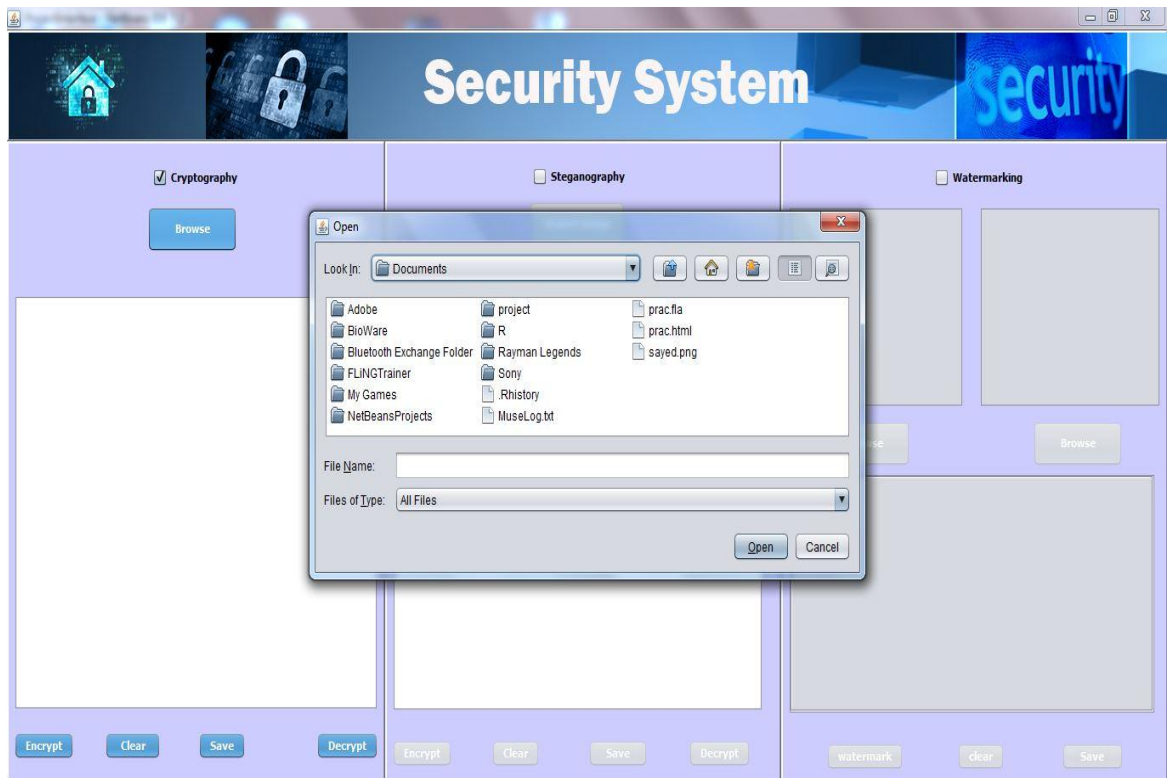 Security System
security
Cryptography
Steganography
Watermarking
Browse
Open
Look In:
Documents
Adobe
BioWare
Bluetooth Exchange Folder
FLiNGTrainer
My Games
NetBeansProjects
project
R
Rayman Legends
Sony
.Rhistory
MuseLog.txt
prac.fla
prac.html
sayed.png
File Name:
Files of Type:
All Files
Open
Cancel
Browse
Encrypt
Clear
Save
Decrypt
Encrypt
Clear
Save
Decrypt
watermark
clear
Save